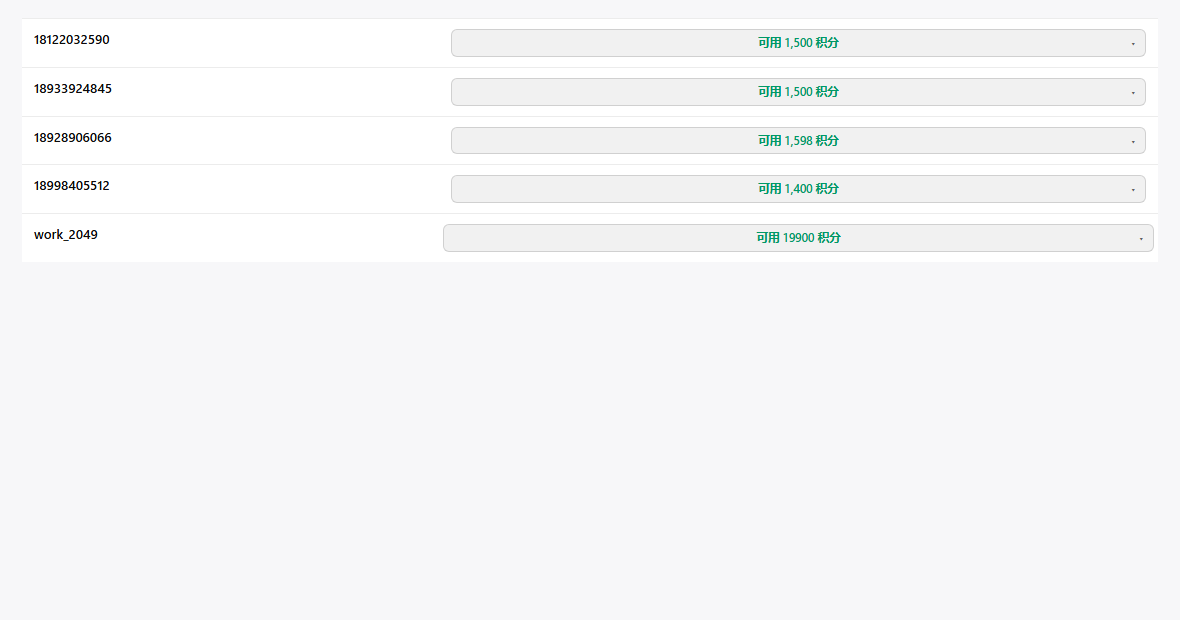 18122032590 可用 1,500 积分
18933924845 可用 1,500 积分
18928906066 可用 1,598 积分
18998405512 可用 1,400 积分
work_2049 可用 19900 积分